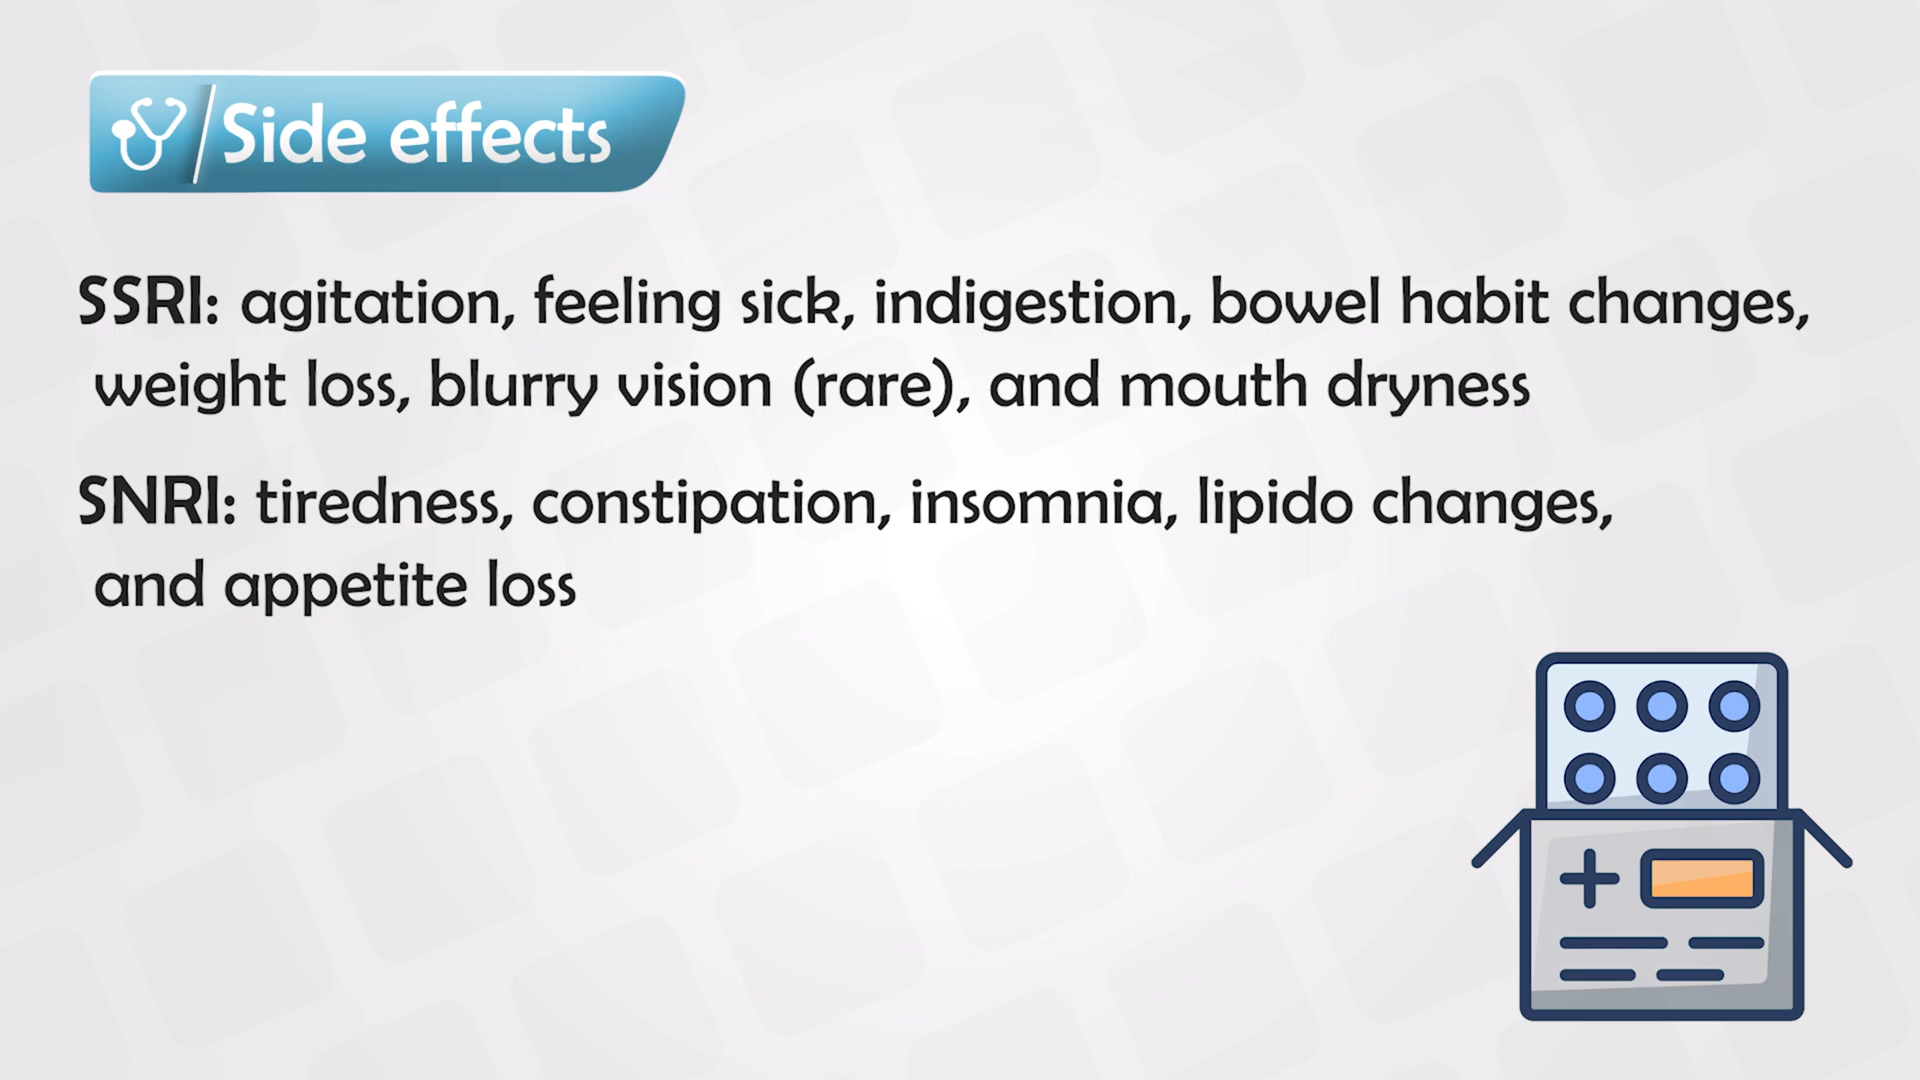 Side effects
SSRI: agitation, feeling sick, indigestion, bowel habit changes,
weight loss, blurry vision (rare), and mouth dryness
SNRI: tiredness, constipation, insomnia, lipido changes,
and appetite loss